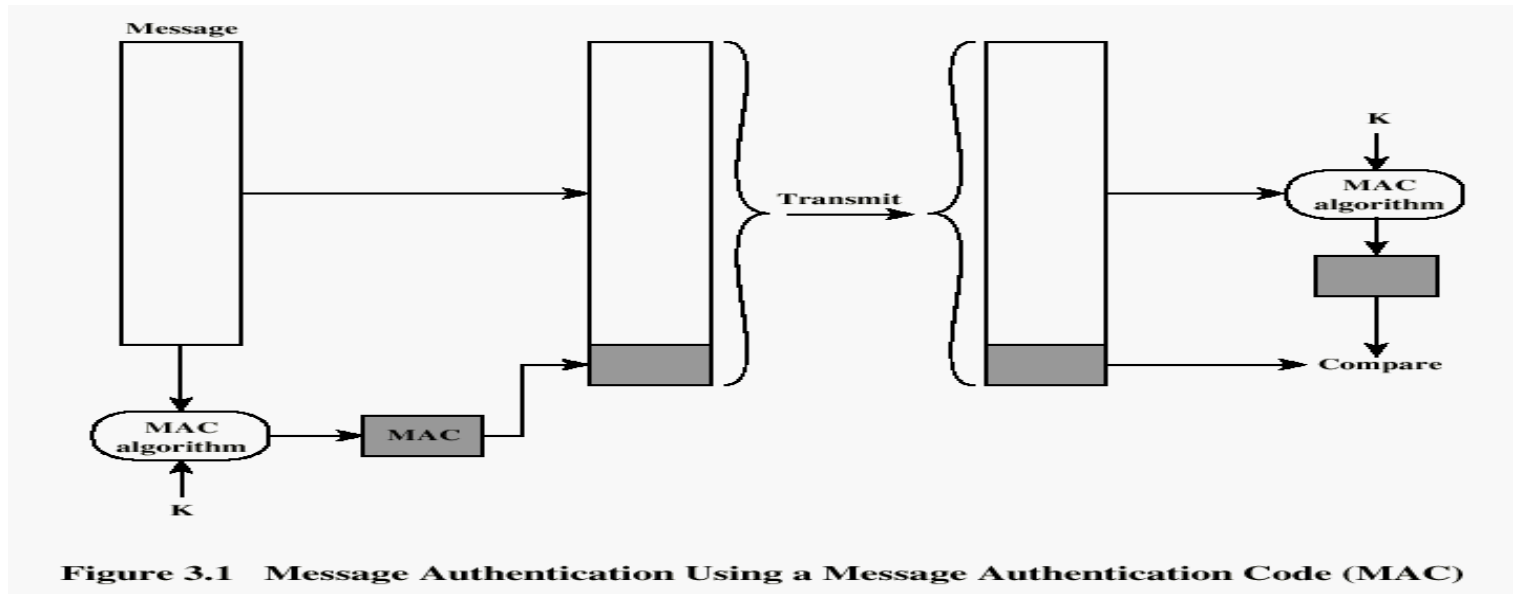 Message
K
Transmit
MAC
algorithm
Compare
MAC
algorithm
MAC
K
Figure 3.1 Message Authentication Using a Message Authentication Code (MAC)